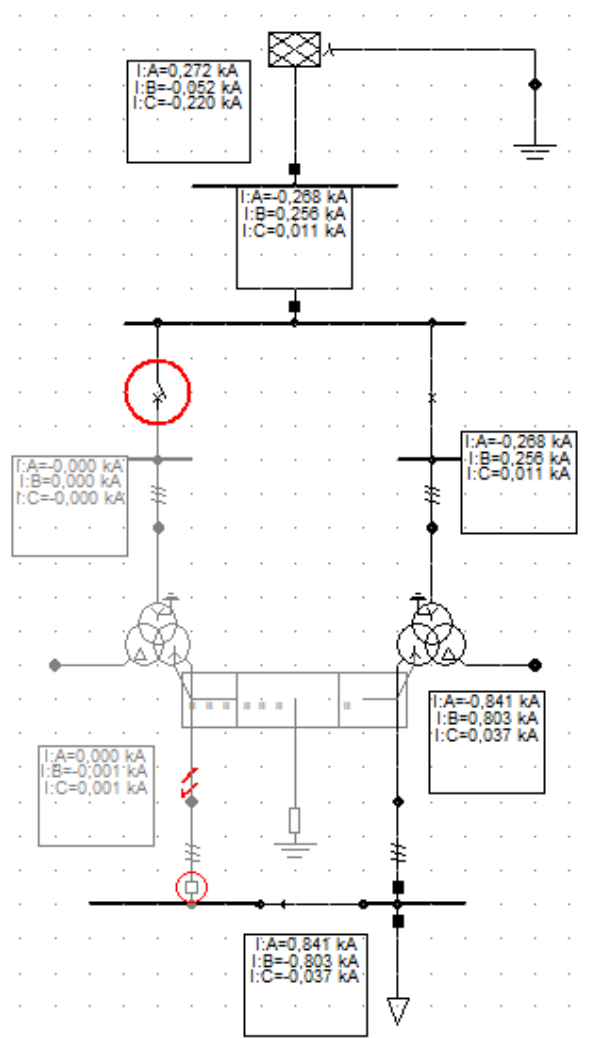 I:A=0,272 kA
I:B=-0,052 kA
I:C=-0,220 kA
I:A=-0,268 kA
I:B=0,256 kA
I:C=0,011 kA
I:A=-0,000 kA
I:B=0,000 kA
I:C=-0,000 kA
I:A=-0,268 kA
I:B=0,256 kA
I:C=0,011 kA
I:A=-0,841 kA
I:B=0,803 kA
I:C=0,037 kA
I:A=0,000 kA
I:B=-0,001 kA
I:C=0,001 kA
I:A=0,841 kA
I:B=-0,803 kA
I:C=-0,037 kA